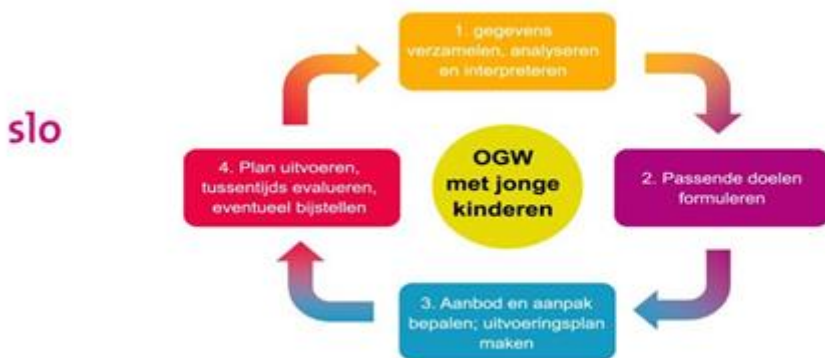 slo
1. gegevens
verzamelen, analyseren
en interpreteren
2. Passende doelen
formuleren
3. Aanbod en aanpak
bepalen; uitvoeringsplan
maken
4. Plan uitvoeren,
tussentijds evalueren,
eventueel bijstellen
OGW
met jonge
kinderen